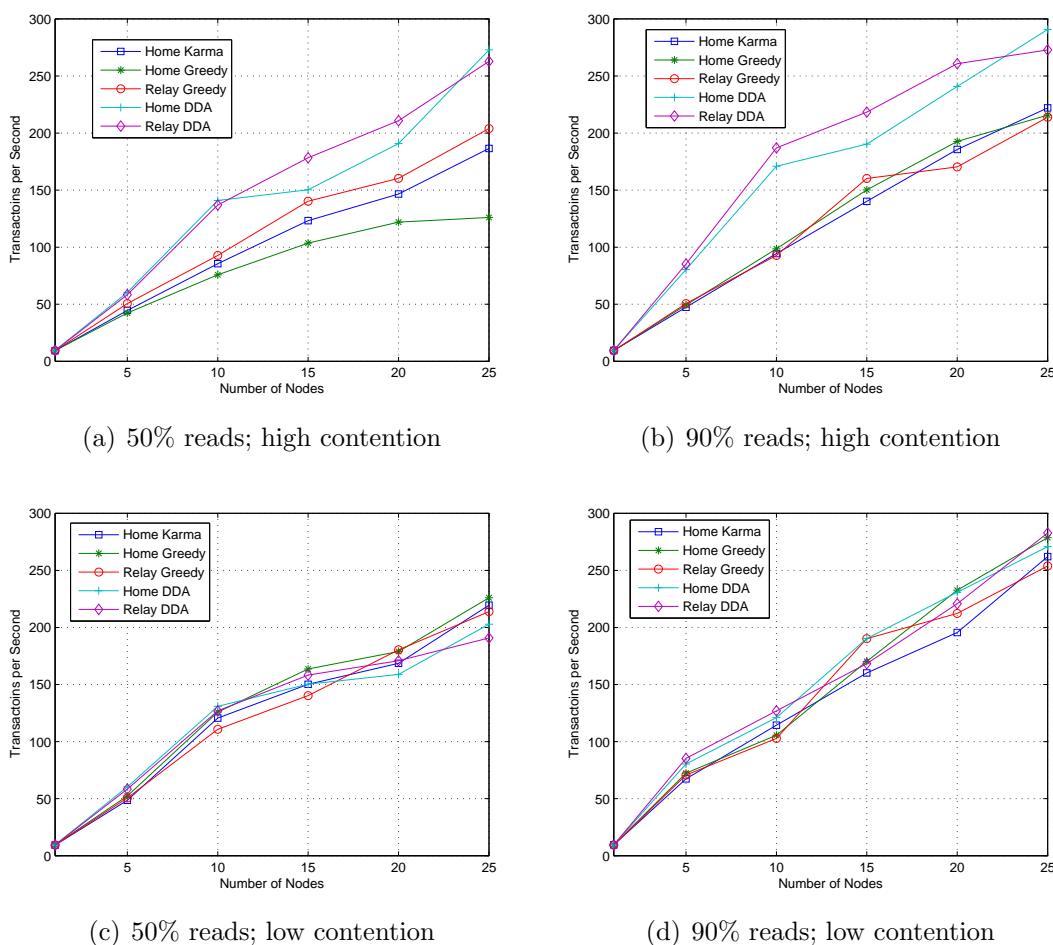 300
250
200
150
100
50
0
Transactoins per Second
Home Karma
Home Greedy
Relay Greedy
Home DDA
Relay DDA
5 10 15 20 25
Number of Nodes
(a) 50% reads; high contention
300
250
200
150
100
50
0
Transactoins per Second
Home Karma
Home Greedy
Relay Greedy
Home DDA
Relay DDA
5 10 15 20 25
Number of Nodes
(b) 90% reads; high contention
300
250
200
150
100
50
0
Transactoins per Second
Home Karma
Home Greedy
Relay Greedy
Home DDA
Relay DDA
5 10 15 20 25
Number of Nodes
(c) 50% reads; low contention
300
250
200
150
100
50
0
Transactoins per Second
Home Karma
Home Greedy
Relay Greedy
Home DDA
Relay DDA
5 10 15 20 25
Number of Nodes
(d) 90% reads; low contention